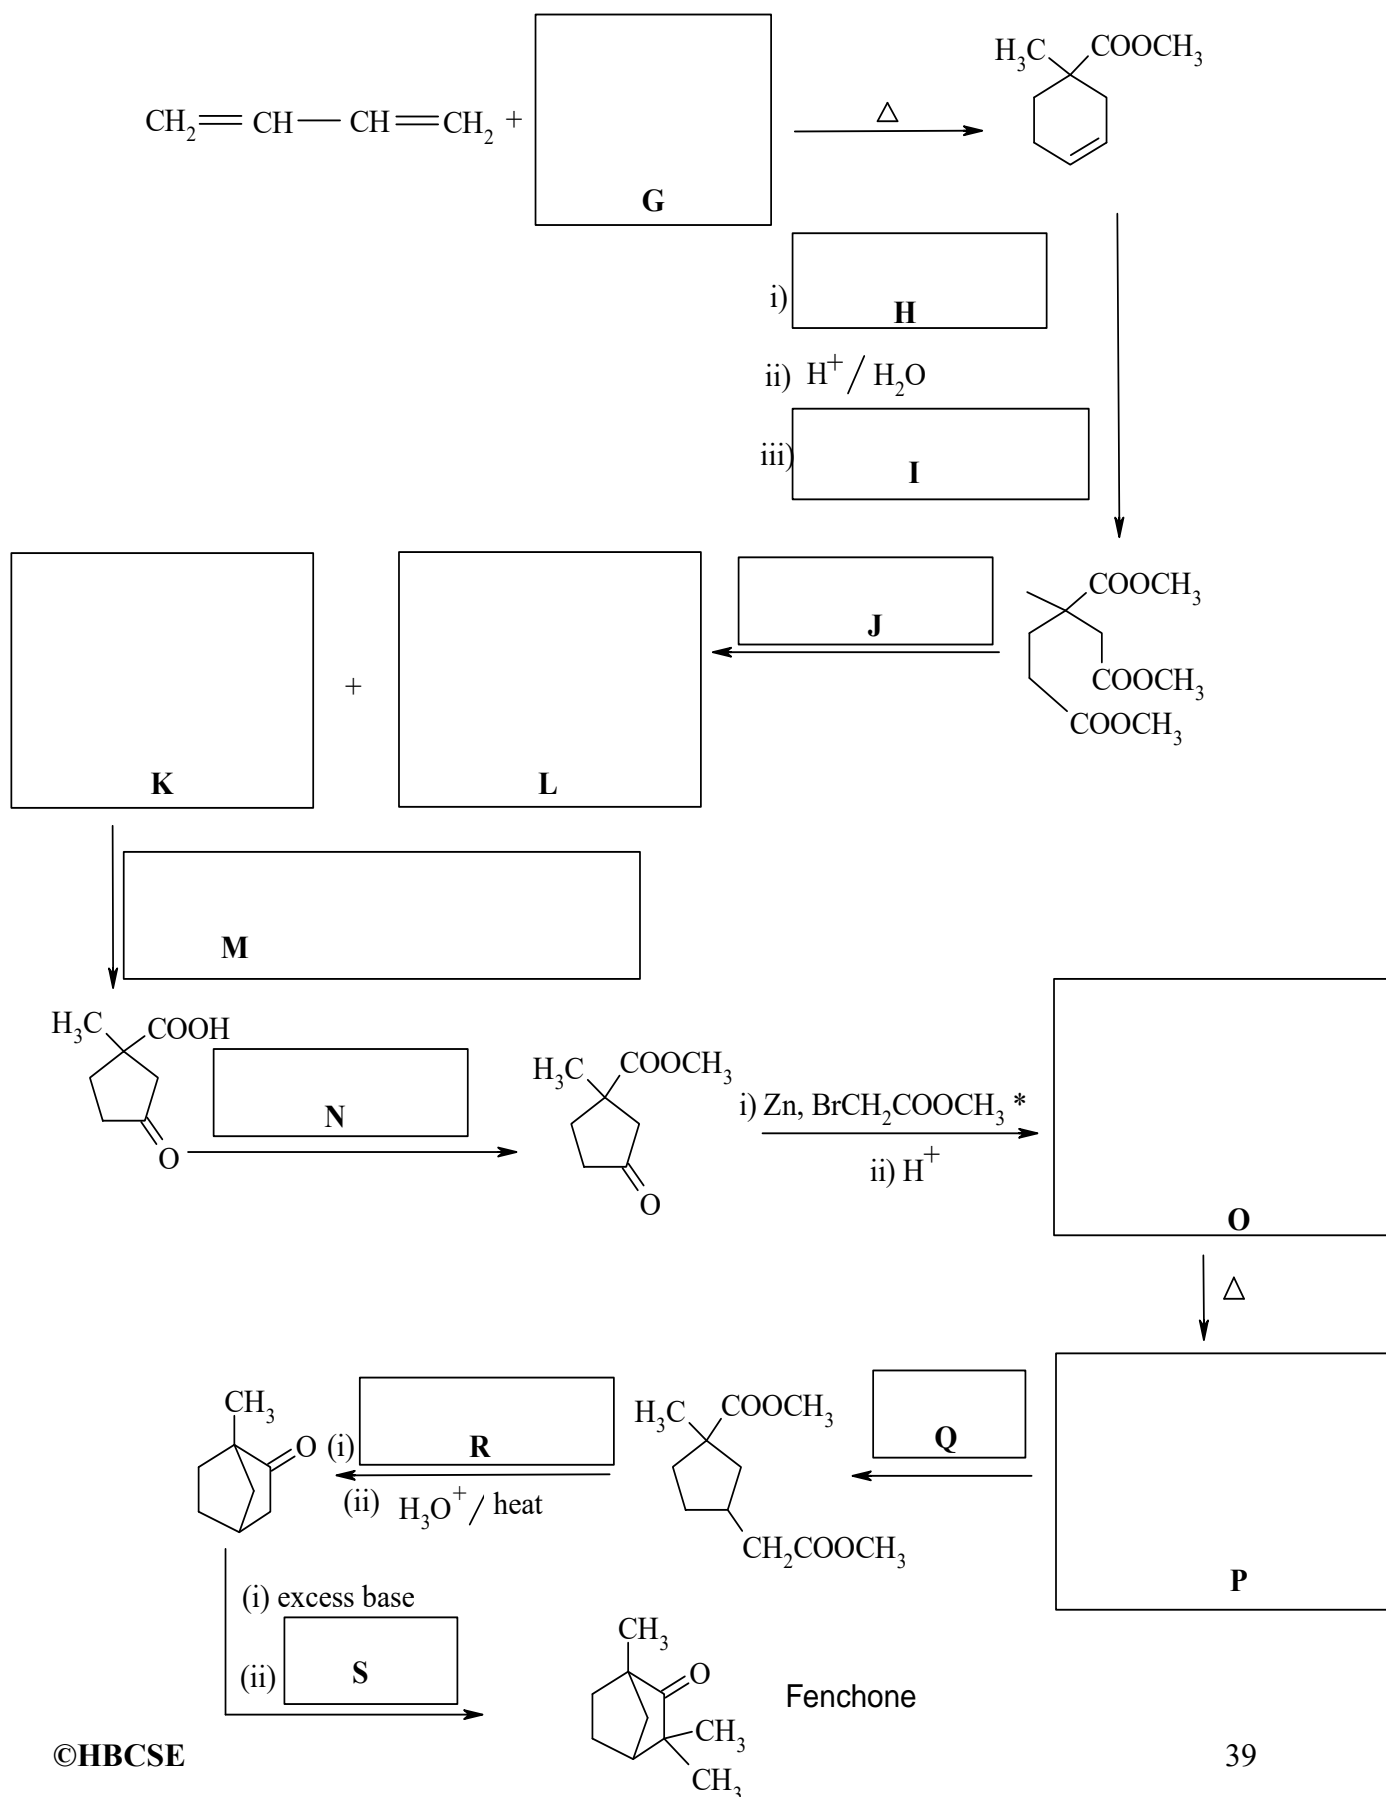 H3C COOCH3
CH2=CH—CH=CH2 + △
G
i) H
ii) H+ / H2O
iii) I
COOCH3
J
COOCH3
+
COOCH3
K L
M
H3C COOH
N
O
H3C COOCH3
O
i) Zn, BrCH2COOCH3 *
ii) H+
O
△
CH3
O
(i) R
(ii) H3O+ / heat
H3C COOCH3
CH2COOCH3
Q
P
(i) excess base
(ii) S
CH3
O
CH3
CH3
Fenchone
©HBCSE 39